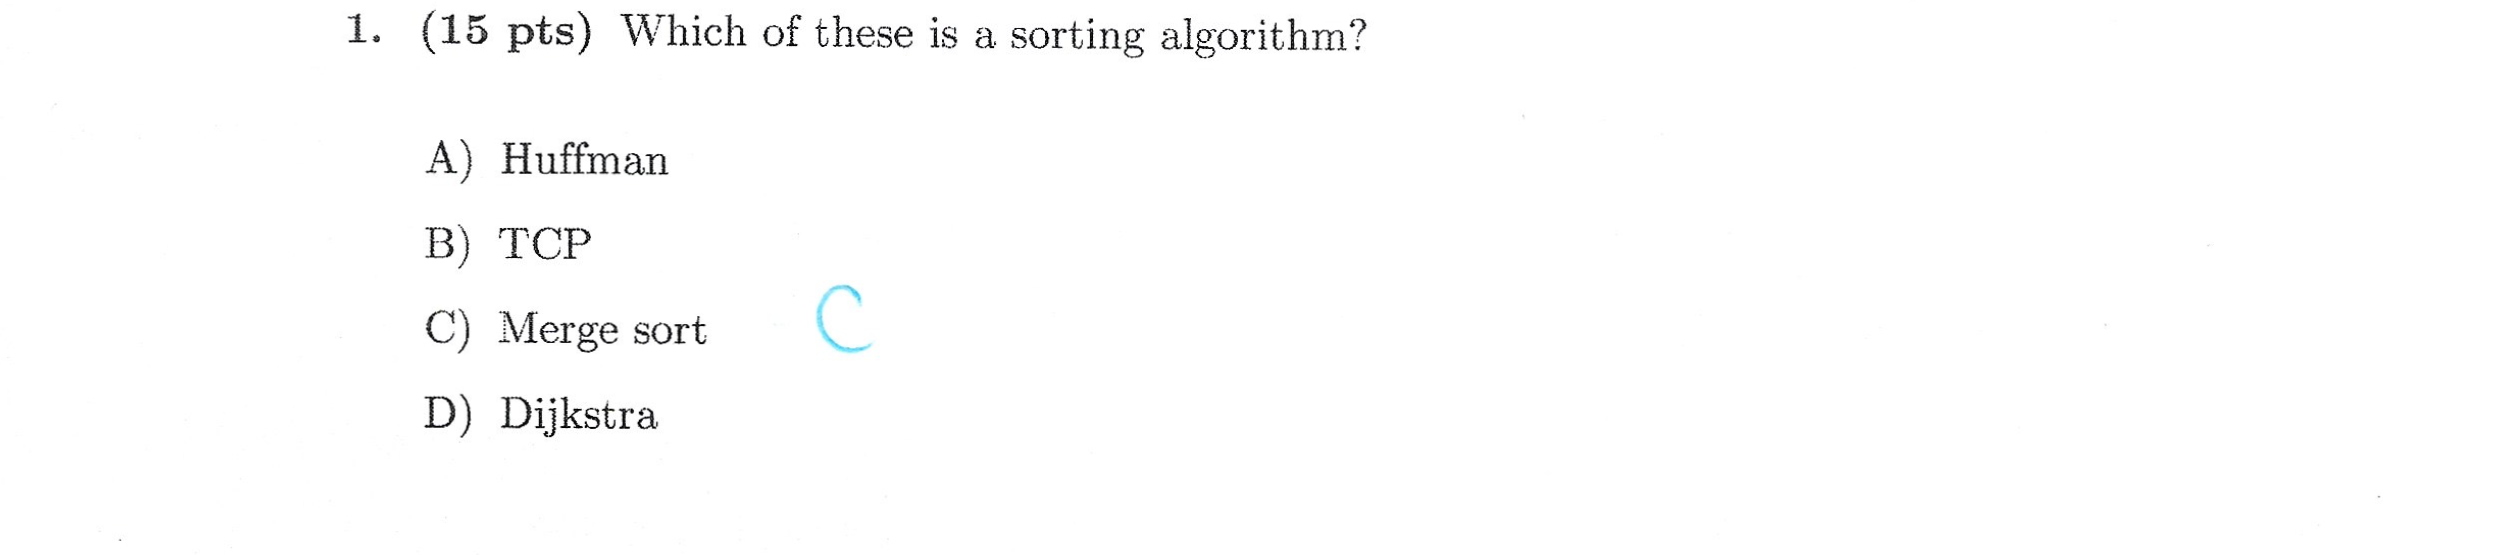 1. (15 pts) Which of these is a sorting algorithm?
A) Huffman
B) TCP
C) Merge sort C
D) Dijkstra